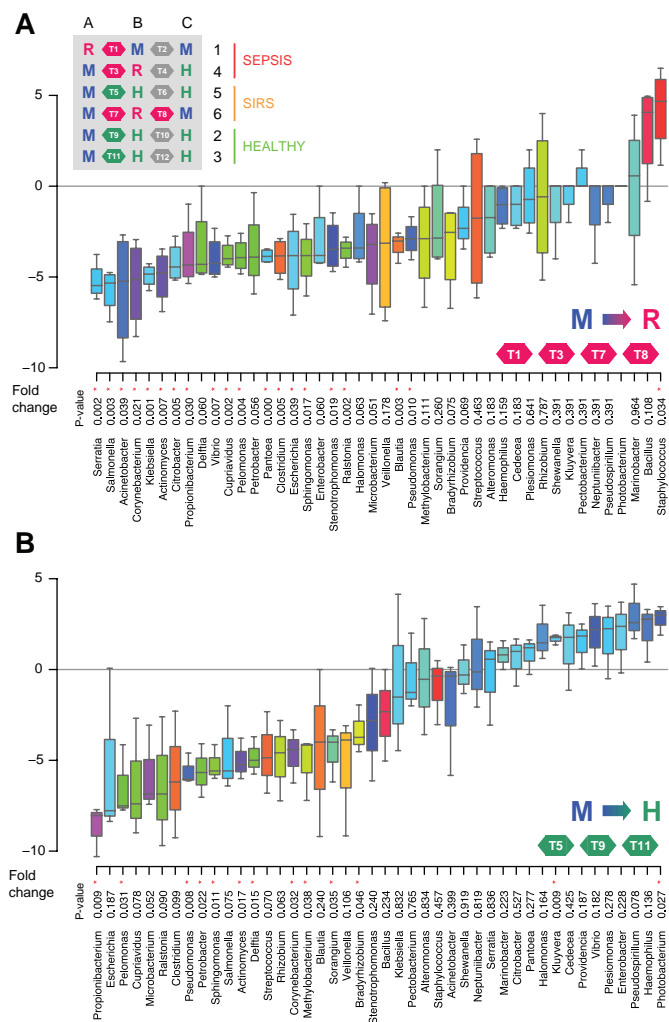 A
A B C
R T1 M T2 M 1
M T3 R T4 H 4
M T5 H T6 H 5
M T7 R T8 M 6
M T9 H T10 H 2
M T11 H T12 H 3
SEPSIS
SIRS
HEALTHY
5
0
−5
−10
M R
T1 T3 T7 T8
Fold change
* * * * * * * * * * * * * * * * * * * * *
P-value
0.002 0.003 0.039 0.021 0.001 0.007 0.005 0.030 0.060 0.007 0.002 0.004 0.056 0.000 0.005 0.039 0.017 0.060 0.019 0.002 0.063 0.051 0.178 0.003 0.010 0.111 0.260 0.075 0.069 0.463 0.183 0.159 0.183 0.641 0.787 0.391 0.391 0.391 0.391 0.391 0.964 0.108 0.034
Serratia Salmonella Acinetobacter Corynebacterium Klebsiella Actinomyces Citrobacter Propionibacterium Delftia Vibrio Cupriavidus Pelomonas Petrobacter Pantoea Clostridium Escherichia Sphingomonas Enterobacter Stenotrophomonas Ralstonia Halomonas Microbacterium Veillonella Blautia Pseudomonas Methylobacterium Sorangium Bradyrhizobium Providencia Streptococcus Alteromonas Haemophilus Cedecea Plesiomonas Rhizobium Shewanella Kluyvera Pectobacterium Neptuniibacter Pseudospirillum Photobacterium Marinobacter Bacillus Staphylococcus
B
5
0
−5
−10
M H
T5 T9 T11
Fold change
* * * * * * * * * * * * *
P-value
0.009 0.187 0.031 0.078 0.052 0.090 0.099 0.008 0.022 0.011 0.075 0.017 0.015 0.070 0.063 0.032 0.038 0.240 0.035 0.106 0.046 0.240 0.234 0.832 0.765 0.834 0.457 0.399 0.919 0.819 0.836 0.223 0.527 0.277 0.164 0.009 0.425 0.187 0.182 0.278 0.228 0.078 0.136 0.027
Propionibacterium Escherichia Pelomonas Cupriavidus Microbacterium Ralstonia Clostridium Pseudomonas Petrobacter Sphingomonas Salmonella Actinomyces Delftia Streptococcus Rhizobium Corynebacterium Methylobacterium Blautia Sorangium Veillonella Bradyrhizobium Stenotrophomonas Bacillus Klebsiella Pectobacterium Alteromonas Staphylococcus Acinetobacter Shewanella Neptuniibacter Serratia Marinobacter Citrobacter Pantoea Halomonas Kluyvera Cedecea Providencia Vibrio Plesiomonas Enterobacter Pseudospirillum Haemophilus Photobacterium